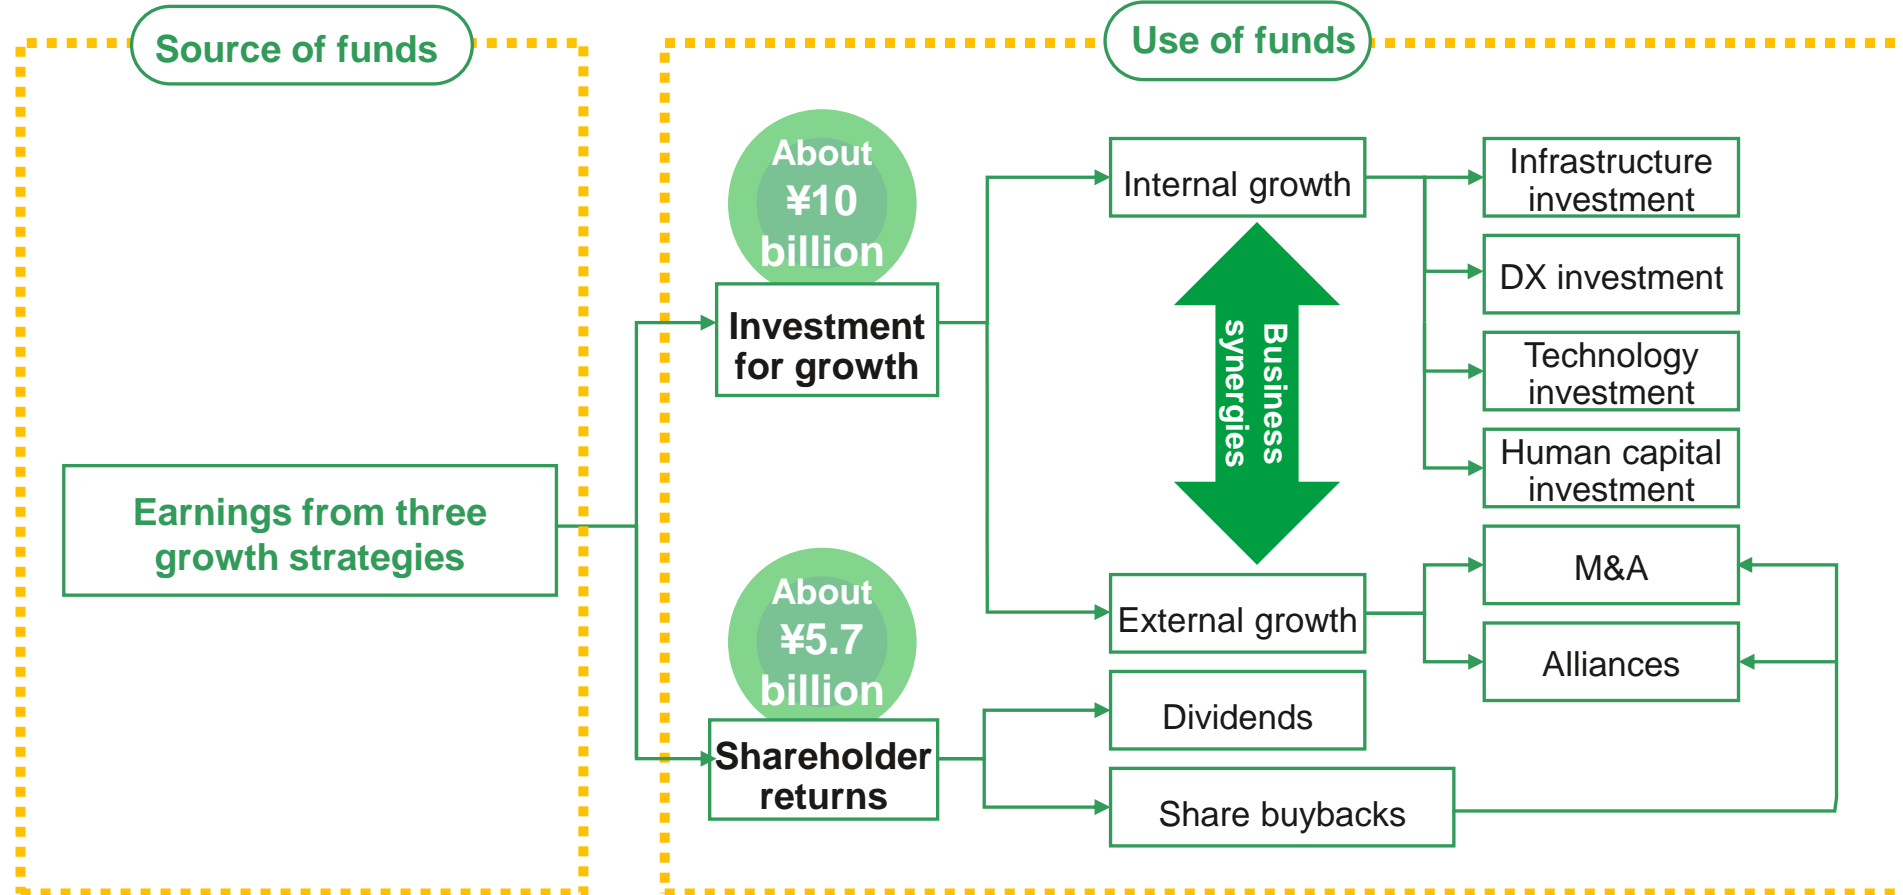 Source of funds
Use of funds
Earnings from three
growth strategies
About
¥10
billion
Investment
for growth
About
¥5.7
billion
Shareholder
returns
Internal growth
Business
synergies
External growth
Dividends
Share buybacks
Infrastructure
investment
DX investment
Technology
investment
Human capital
investment
M&A
Alliances